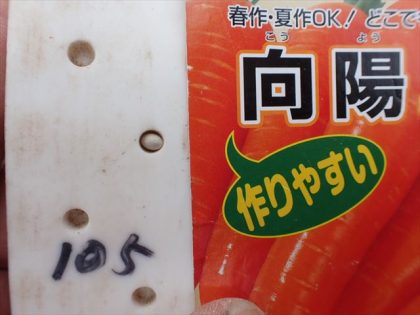 春作・夏作OK! どこで
こう よう
向陽
作りやすい
105